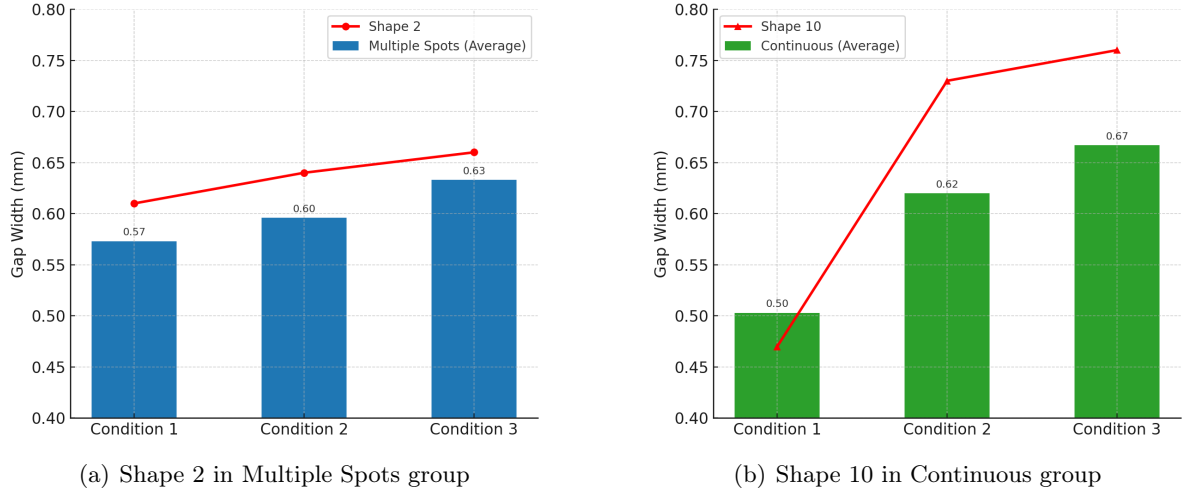 0.80
0.75
0.70
0.65
0.60
0.55
0.50
0.45
0.40
Gap Width (mm)
Shape 2
Multiple Spots (Average)
0.57
0.60
0.63
Condition 1
Condition 2
Condition 3
(a) Shape 2 in Multiple Spots group
0.80
0.75
0.70
0.65
0.60
0.55
0.50
0.45
0.40
Gap Width (mm)
Shape 10
Continuous (Average)
0.50
0.62
0.67
Condition 1
Condition 2
Condition 3
(b) Shape 10 in Continuous group